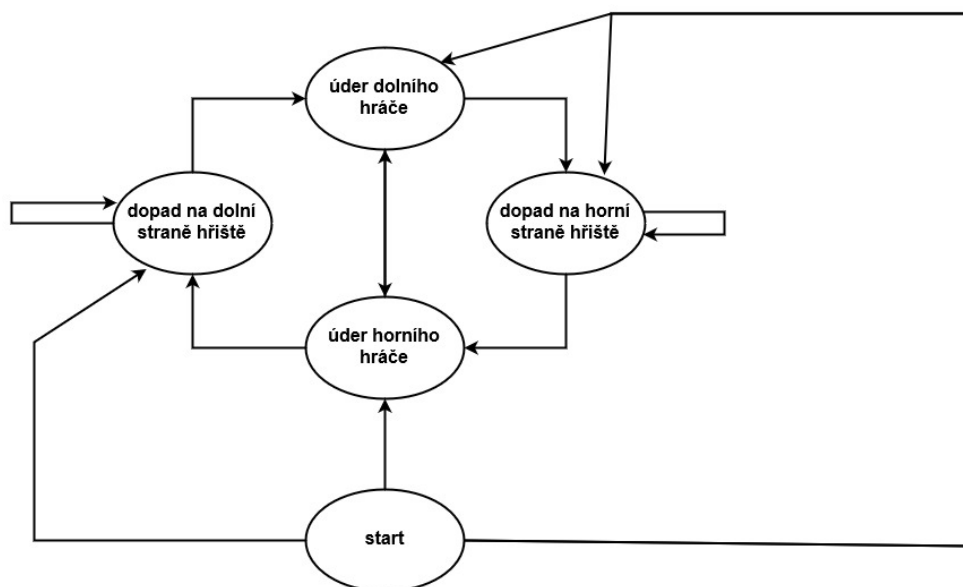 úder dolního
hráče
dopad na dolní
straně hřiště
dopad na horní
straně hřiště
úder horního
hráče
start